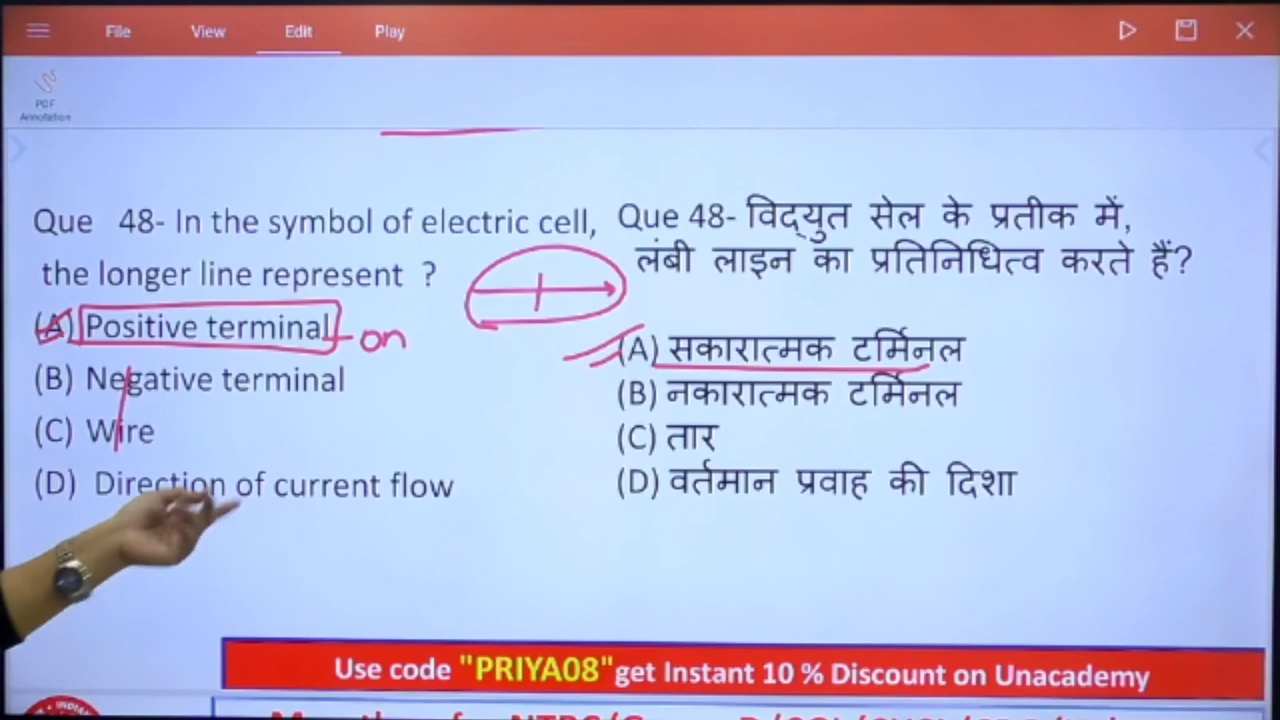 File View Edit Play
PDF
Annotation
Que 48- In the symbol of electric cell,
the longer line represent ?
(A) Positive terminal on
(B) Negative terminal
(C) Wire
(D) Direction of current flow
Que 48- विद्युत सेल के प्रतीक में,
लंबी लाइन का प्रतिनिधित्व करते हैं?
(A) सकारात्मक टर्मिनल
(B) नकारात्मक टर्मिनल
(C) तार
(D) वर्तमान प्रवाह की दिशा
Use code "PRIYA08" get Instant 10 % Discount on Unacademy